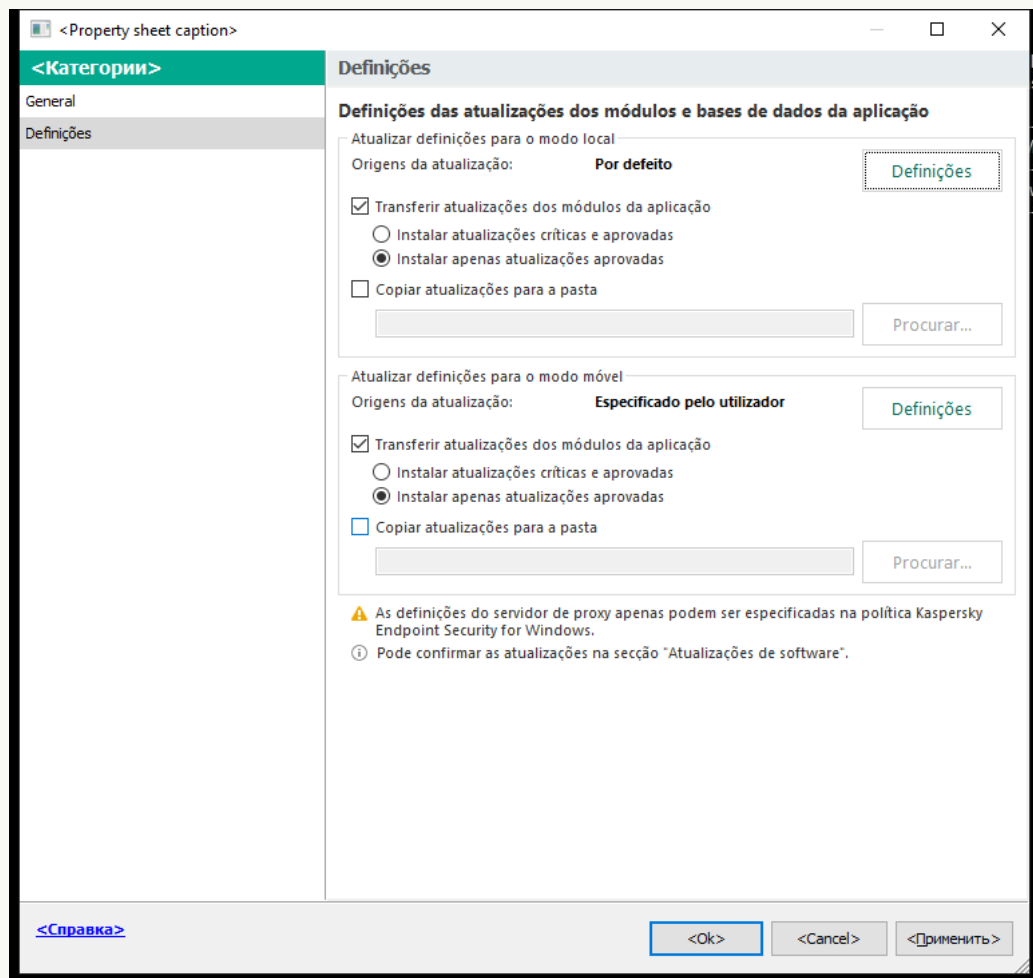 <Property sheet caption>
<Категории>
General
Definições
Definições
Definições das atualizações dos módulos e bases de dados da aplicação
Atualizar definições para o modo local
Origens da atualização: Por defeito
Definições
Transferir atualizações dos módulos da aplicação
Instalar atualizações críticas e aprovadas
Instalar apenas atualizações aprovadas
Copiar atualizações para a pasta
Procurar...
Atualizar definições para o modo móvel
Origens da atualização: Especificado pelo utilizador
Definições
Transferir atualizações dos módulos da aplicação
Instalar atualizações críticas e aprovadas
Instalar apenas atualizações aprovadas
Copiar atualizações para a pasta
Procurar...
As definições do servidor de proxy apenas podem ser especificadas na política Kaspersky
Endpoint Security for Windows.
Pode confirmar as atualizações na secção "Atualizações de software".
<Справка>
<Ok> <Cancel> <Применить>